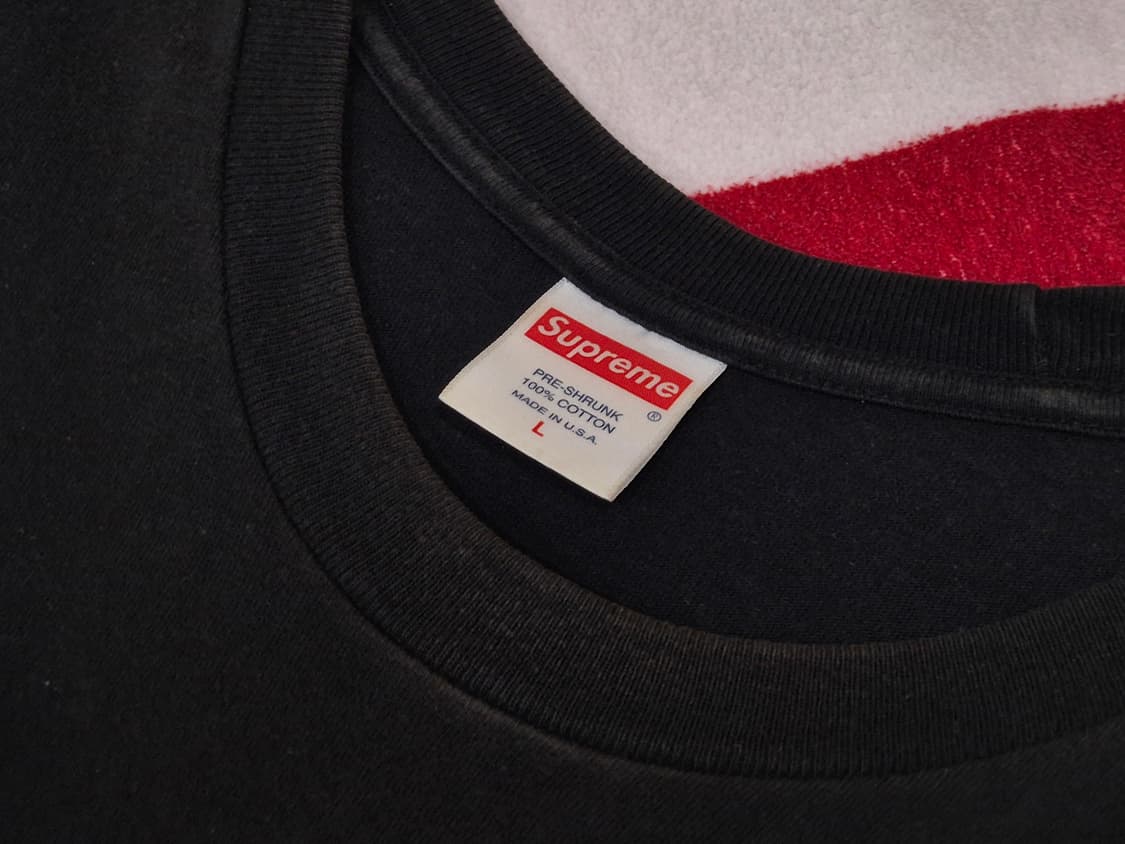 Supreme
®
PRE-SHRUNK
100% COTTON
MADE IN U.S.A.
L